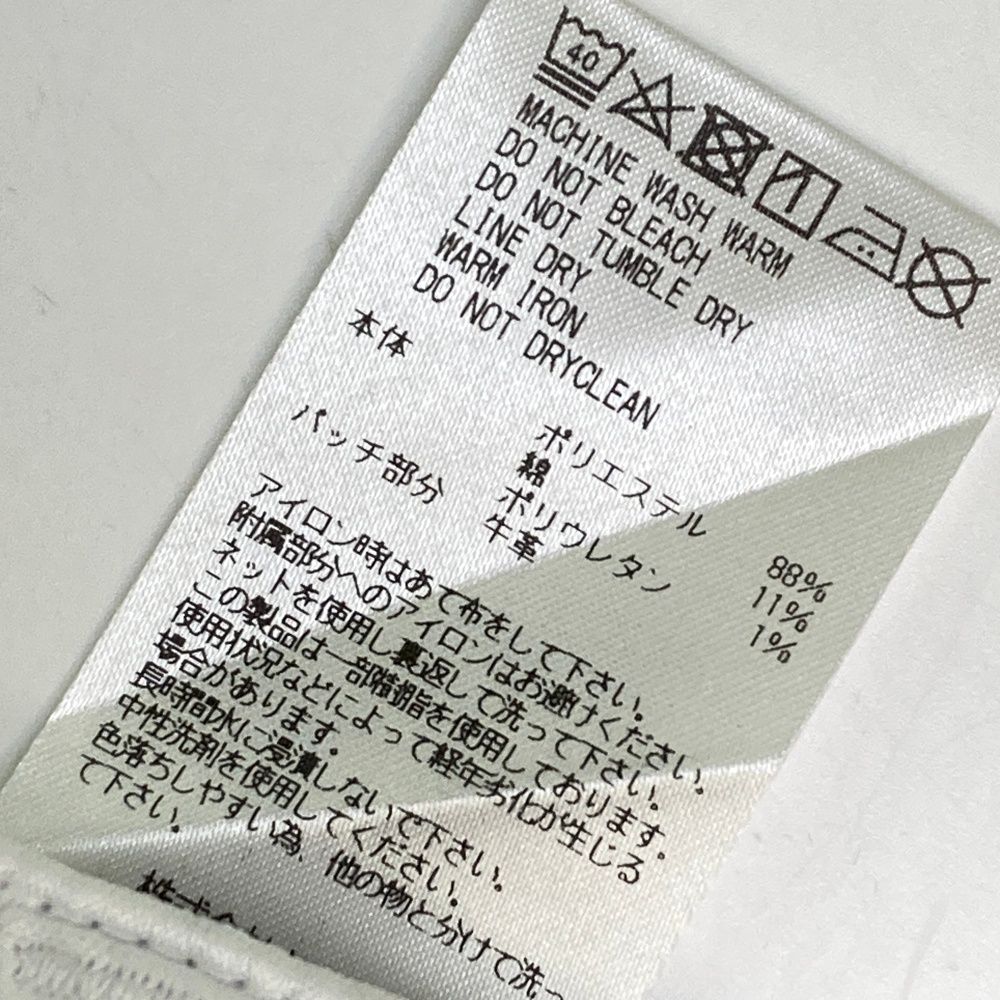 40
MACHINE WASH WARM
DO NOT BLEACH
DO NOT TUMBLE DRY
LINE DRY
WARM IRON
DO NOT DRYCLEAN
本体
ポリエステル 88%
綿 11%
ポリウレタン 1%
パッチ部分 牛革
アイロン時はあて布をして下さい。
附属部分へのアイロンはお避けください。
ネットを使用し裏返して洗って下さい。
この製品は一部樹脂を使用しております。
使用状況などによって経年劣化が生じる
場合があります。
長時間水に浸漬しないで下さい。
中性洗剤を使用してください。
色落ちしやすい為、他の物と分けて洗っ
て下さい。
株式会社